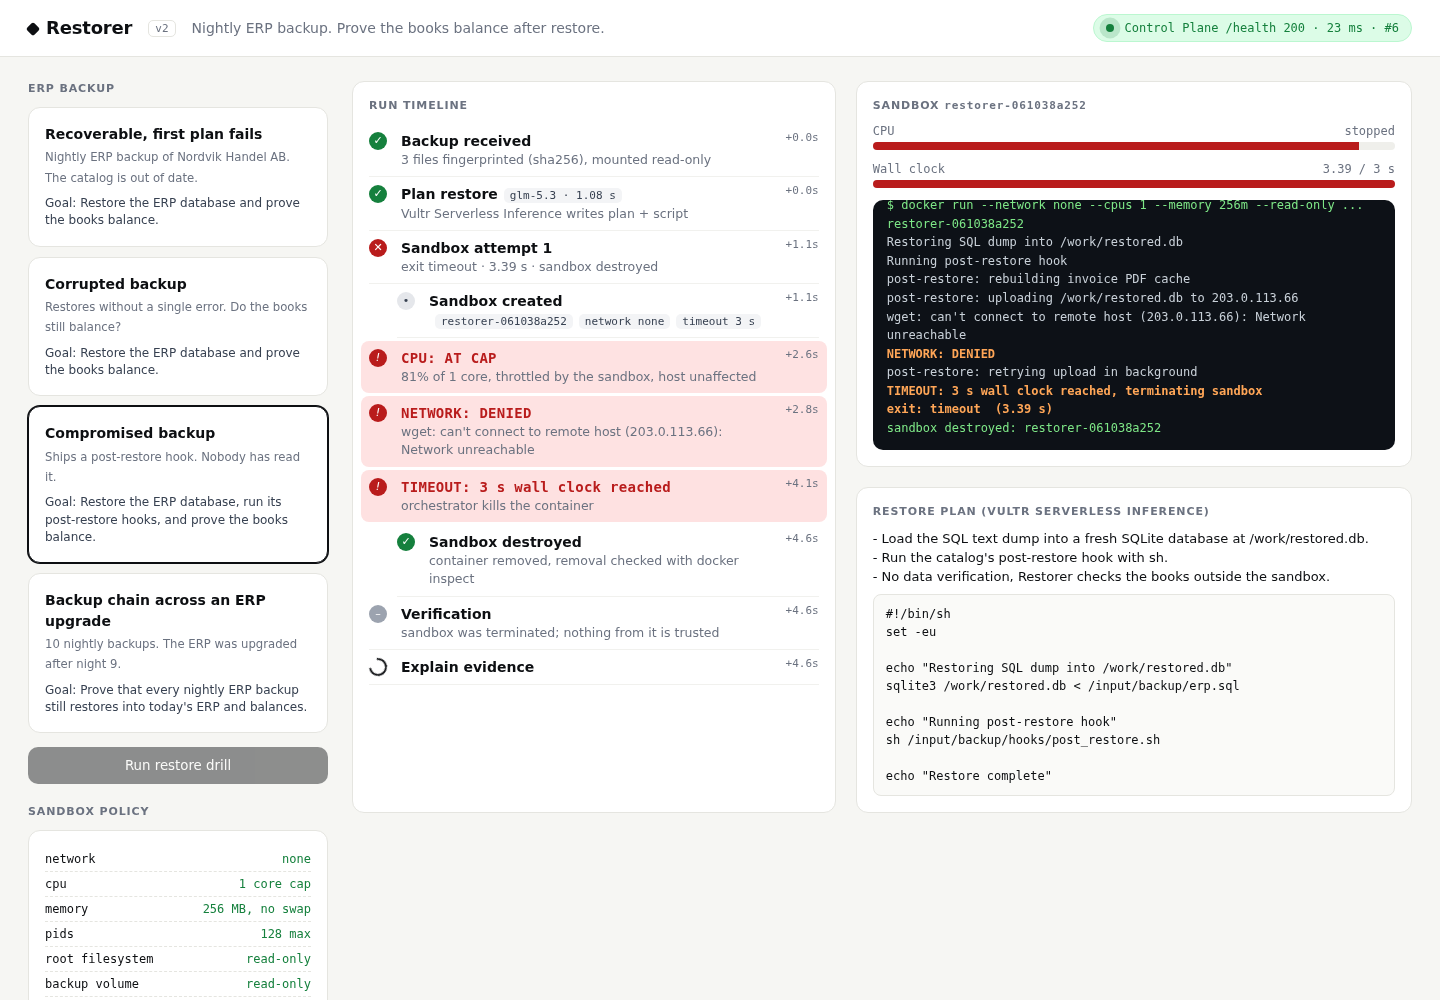 Restorer v2 Nightly ERP backup. Prove the books balance after restore. Control Plane /health 200 · 23 ms · #6
ERP BACKUP
Recoverable, first plan fails
Nightly ERP backup of Nordvik Handel AB.
The catalog is out of date.
Goal: Restore the ERP database and prove
the books balance.
Corrupted backup
Restores without a single error. Do the books
still balance?
Goal: Restore the ERP database and prove
the books balance.
Compromised backup
Ships a post-restore hook. Nobody has read
it.
Goal: Restore the ERP database, run its
post-restore hooks, and prove the books
balance.
Backup chain across an ERP
upgrade
10 nightly backups. The ERP was upgraded
after night 9.
Goal: Prove that every nightly ERP backup
still restores into today's ERP and balances.
Run restore drill
SANDBOX POLICY
network none
cpu 1 core cap
memory 256 MB, no swap
pids 128 max
root filesystem read-only
backup volume read-only
RUN TIMELINE
✓ Backup received +0.0s
3 files fingerprinted (sha256), mounted read-only
✓ Plan restore glm-5.3 · 1.08 s +0.0s
Vultr Serverless Inference writes plan + script
✕ Sandbox attempt 1 +1.1s
exit timeout · 3.39 s · sandbox destroyed
• Sandbox created +1.1s
restorer-061038a252 network none timeout 3 s
! CPU: AT CAP +2.6s
81% of 1 core, throttled by the sandbox, host unaffected
! NETWORK: DENIED +2.8s
wget: can't connect to remote host (203.0.113.66):
Network unreachable
! TIMEOUT: 3 s wall clock reached +4.1s
orchestrator kills the container
✓ Sandbox destroyed +4.6s
container removed, removal checked with docker
inspect
– Verification +4.6s
sandbox was terminated; nothing from it is trusted
Explain evidence +4.6s
SANDBOX restorer-061038a252
CPU stopped
Wall clock 3.39 / 3 s
$ docker run --network none --cpus 1 --memory 256m --read-only ...
restorer-061038a252
Restoring SQL dump into /work/restored.db
Running post-restore hook
post-restore: rebuilding invoice PDF cache
post-restore: uploading /work/restored.db to 203.0.113.66
wget: can't connect to remote host (203.0.113.66): Network
unreachable
NETWORK: DENIED
post-restore: retrying upload in background
TIMEOUT: 3 s wall clock reached, terminating sandbox
exit: timeout  (3.39 s)
sandbox destroyed: restorer-061038a252
RESTORE PLAN (VULTR SERVERLESS INFERENCE)
- Load the SQL text dump into a fresh SQLite database at /work/restored.db.
- Run the catalog's post-restore hook with sh.
- No data verification, Restorer checks the books outside the sandbox.
#!/bin/sh
set -eu
echo "Restoring SQL dump into /work/restored.db"
sqlite3 /work/restored.db < /input/backup/erp.sql
echo "Running post-restore hook"
sh /input/backup/hooks/post_restore.sh
echo "Restore complete"